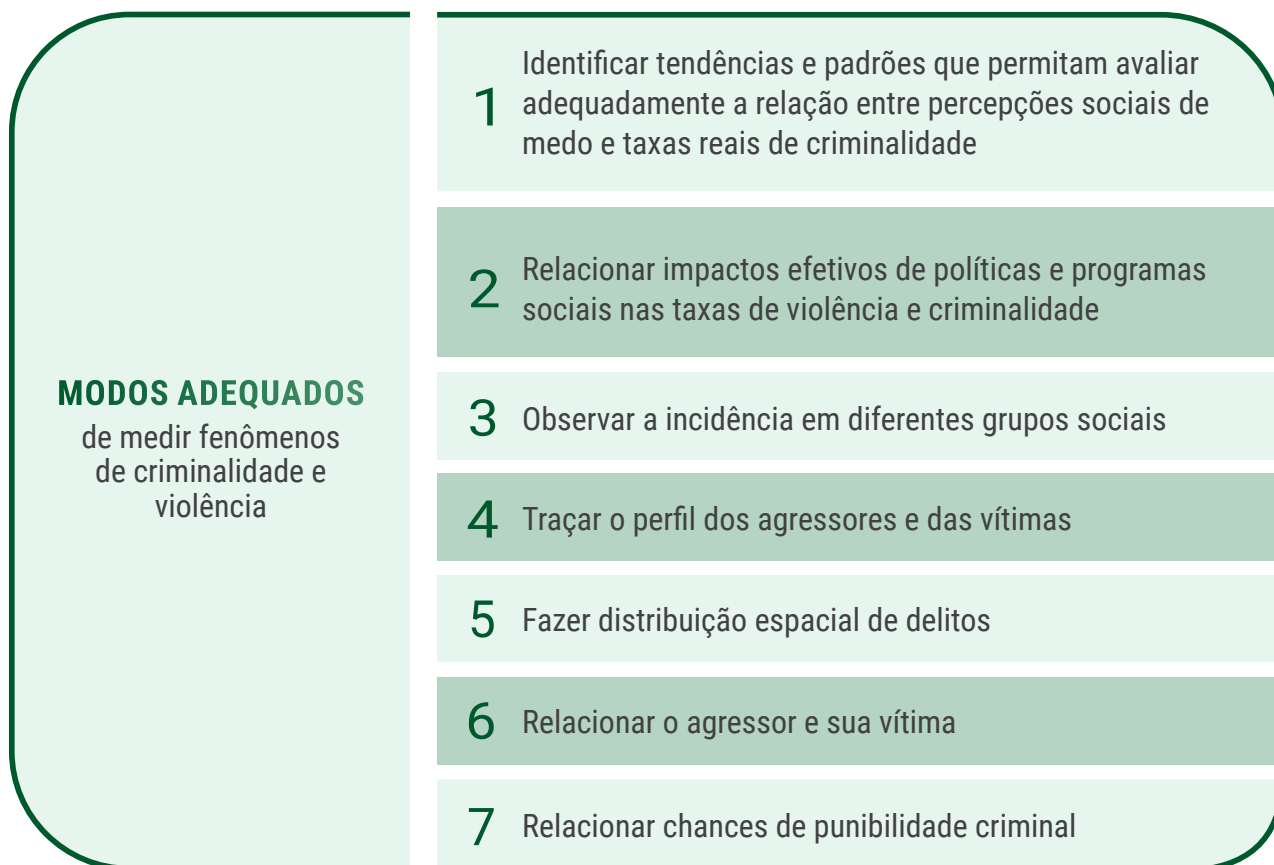 MODOS ADEQUADOS
de medir fenômenos
de criminalidade e
violência
1
Identificar tendências e padrões que permitam avaliar
adequadamente a relação entre percepções sociais de
medo e taxas reais de criminalidade
2
Relacionar impactos efetivos de políticas e programas
sociais nas taxas de violência e criminalidade
3 Observar a incidência em diferentes grupos sociais
4 Traçar o perfil dos agressores e das vítimas
5 Fazer distribuição espacial de delitos
6 Relacionar o agressor e sua vítima
7 Relacionar chances de punibilidade criminal